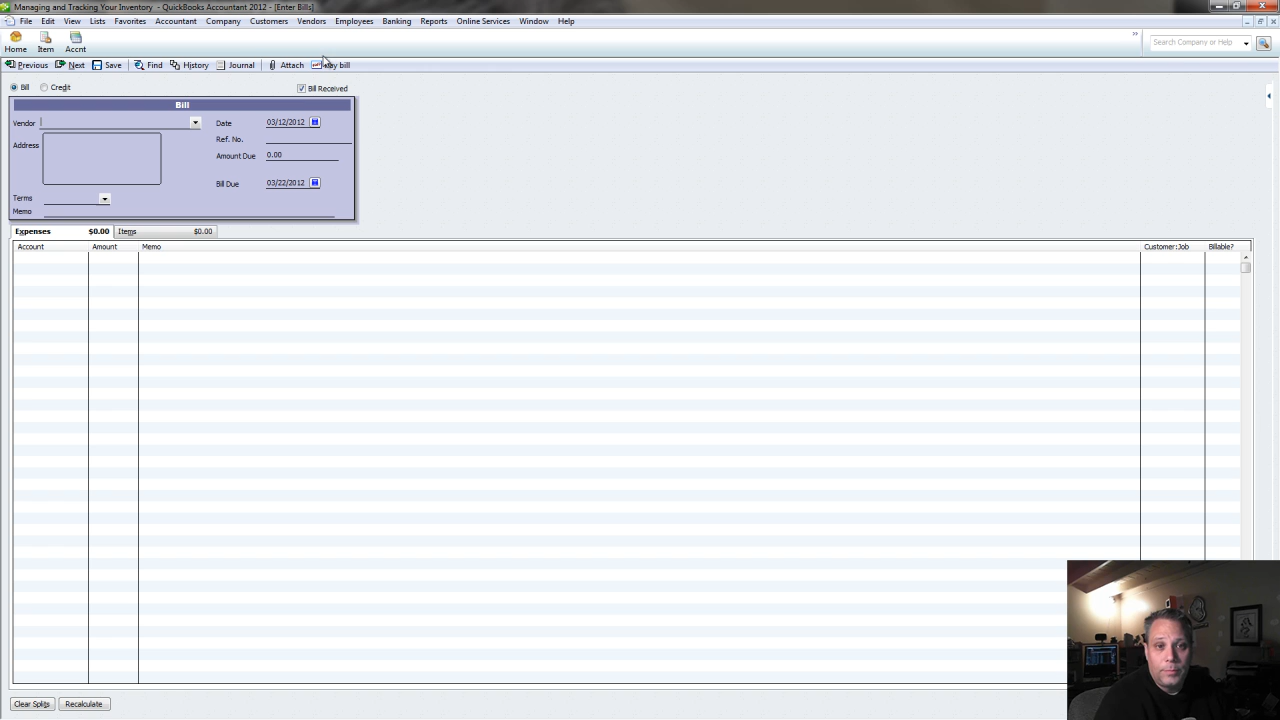 Managing and Tracking Your Inventory - QuickBooks Accountant 2012 - [Enter Bills]
File Edit View Lists Favorites Accountant Company Customers Vendors Employees Banking Reports Online Services Window Help
Home Item Accnt
Search Company or Help
Previous Next Save Find History Journal Attach Pay bill
Bill Credit Bill Received
Bill
Vendor Date 03/12/2012
Address Ref. No.
Amount Due 0.00
Bill Due 03/22/2012
Terms
Memo
Expenses $0.00 Items $0.00
Account Amount Memo Customer:Job Billable?
Clear Splits Recalculate